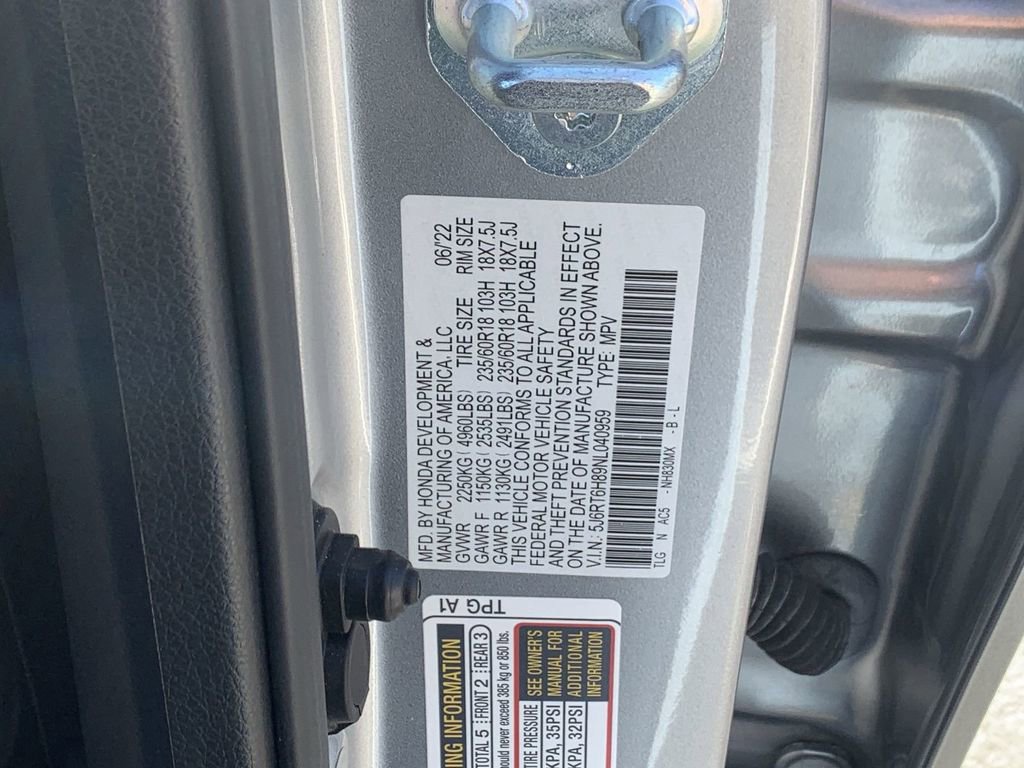 MFD. BY HONDA DEVELOPMENT &
MANUFACTURING OF AMERICA, LLC 06/'22
GVWR 2250KG ( 4960LBS) TIRE SIZE RIM SIZE
GAWR F 1150KG ( 2535LBS) 235/60R18 103H 18X7.5J
GAWR R 1130KG ( 2491LBS) 235/60R18 103H 18X7.5J
THIS VEHICLE CONFORMS TO ALL APPLICABLE
FEDERAL MOTOR VEHICLE SAFETY
AND THEFT PREVENTION STANDARDS IN EFFECT
ON THE DATE OF MANUFACTURE SHOWN ABOVE.
V.I.N.: 5J6RT6H89NL040959 TYPE: MPV
TLG N AC5 -NH830MX -B-L
TPG A1
ING INFORMATION
TOTAL 5 FRONT 2 REAR 3
ould never exceed 385 kg or 850 lbs.
TIRE PRESSURE
KPA, 35PSI
KPA, 32PSI
SEE OWNER'S
MANUAL FOR
ADDITIONAL
INFORMATION